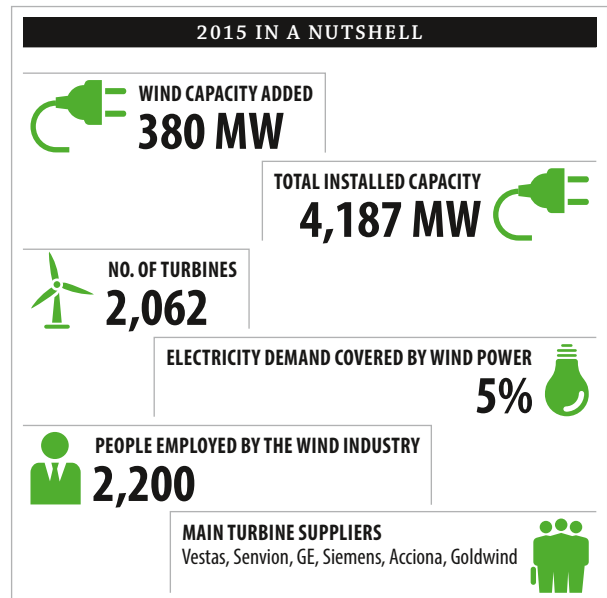 2015 IN A NUTSHELL
WIND CAPACITY ADDED
380 MW
TOTAL INSTALLED CAPACITY
4,187 MW
NO. OF TURBINES
2,062
ELECTRICITY DEMAND COVERED BY WIND POWER
5%
PEOPLE EMPLOYED BY THE WIND INDUSTRY
2,200
MAIN TURBINE SUPPLIERS
Vestas, Senvion, GE, Siemens, Acciona, Goldwind